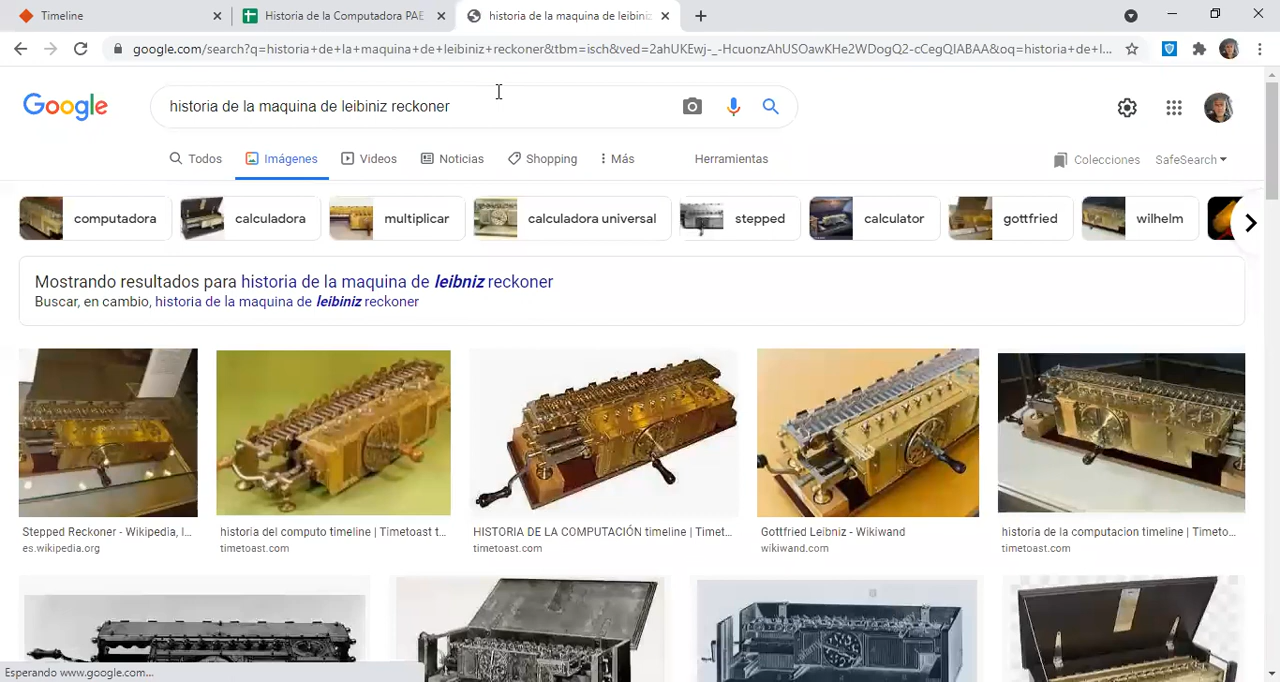 Timeline
Historia de la Computadora PAE
historia de la maquina de leibiniz
google.com/search?q=historia+de+la+maquina+de+leibiniz+reckoner&tbm=isch&ved=2ahUKEwj-_-HcuonzAhUSOawKHe2WDogQ2-cCegQIABAA&oq=historia+de+l...
Google
historia de la maquina de leibiniz reckoner
Todos
Imágenes
Videos
Noticias
Shopping
Más
Herramientas
Colecciones
SafeSearch
computadora
calculadora
multiplicar
calculadora universal
stepped
calculator
gottfried
wilhelm
Mostrando resultados para historia de la maquina de leibniz reckoner
Buscar, en cambio, historia de la maquina de leibiniz reckoner
Stepped Reckoner - Wikipedia, l...
es.wikipedia.org
historia del computo timeline | Timetoast t...
timetoast.com
HISTORIA DE LA COMPUTACIÓN timeline | Timet...
timetoast.com
Gottfried Leibniz - Wikiwand
wikiwand.com
historia de la computacion timeline | Timeto...
timetoast.com
Esperando www.google.com...